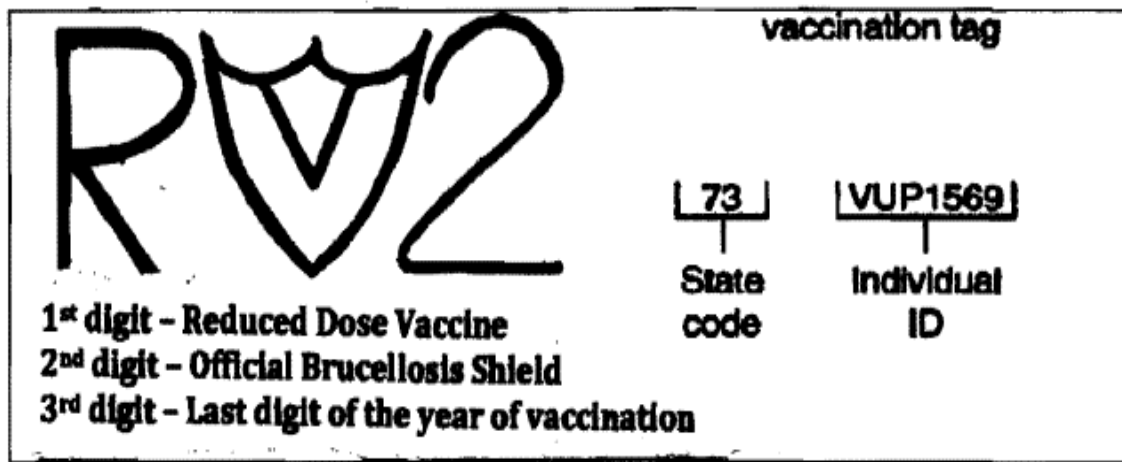 vaccination tag
RV2
73 VUP1569
State code Individual ID
1st digit – Reduced Dose Vaccine
2nd digit – Official Brucellosis Shield
3rd digit – Last digit of the year of vaccination